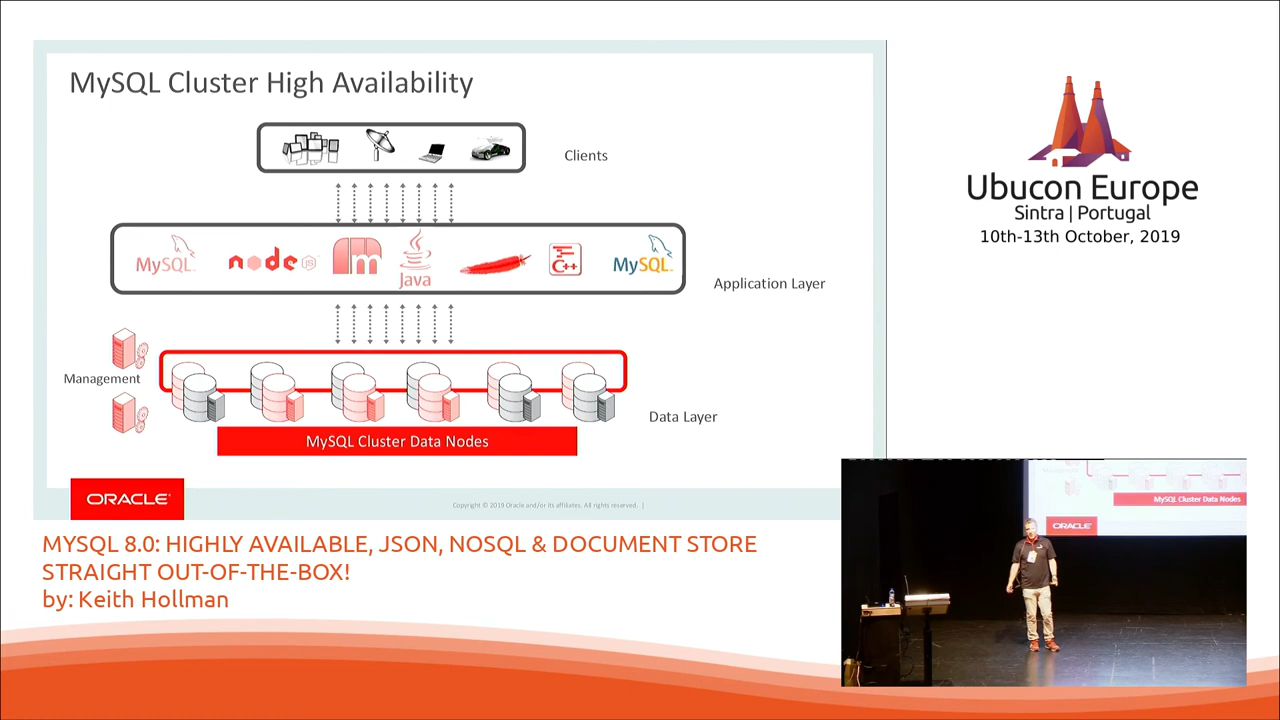 MySQL Cluster High Availability
Clients
MySQL
node
JS
Java
C++
MySQL
Application Layer
Management
Data Layer
MySQL Cluster Data Nodes
ORACLE
Copyright © 2019 Oracle and/or its affiliates. All rights reserved. |
MYSQL 8.0: HIGHLY AVAILABLE, JSON, NOSQL & DOCUMENT STORE
STRAIGHT OUT-OF-THE-BOX!
by: Keith Hollman
Ubucon Europe
Sintra | Portugal
10th-13th October, 2019
MySQL Cluster Data Nodes
ORACLE